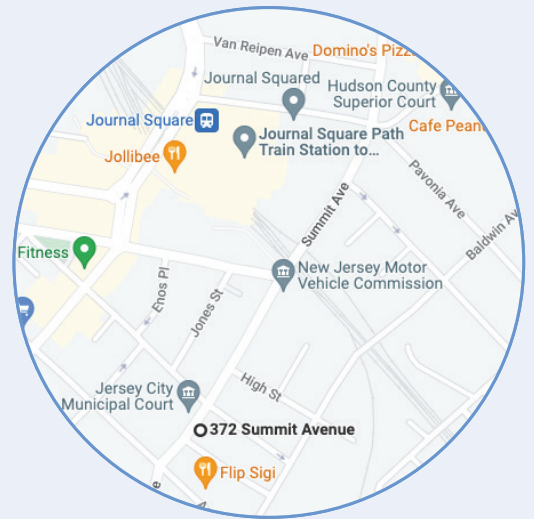 Van Reipen Ave
Domino's Pizz
Journal Squared
Hudson County
Superior Court
Journal Square
Cafe Pean
Journal Square Path
Train Station to...
Jollibee
Pavonia Ave
Summit Ave
Baldwin Av
Fitness
New Jersey Motor
Vehicle Commission
Enos Pl
Jones St
High St
Jersey City
Municipal Court
372 Summit Avenue
Flip Sigi
e
A